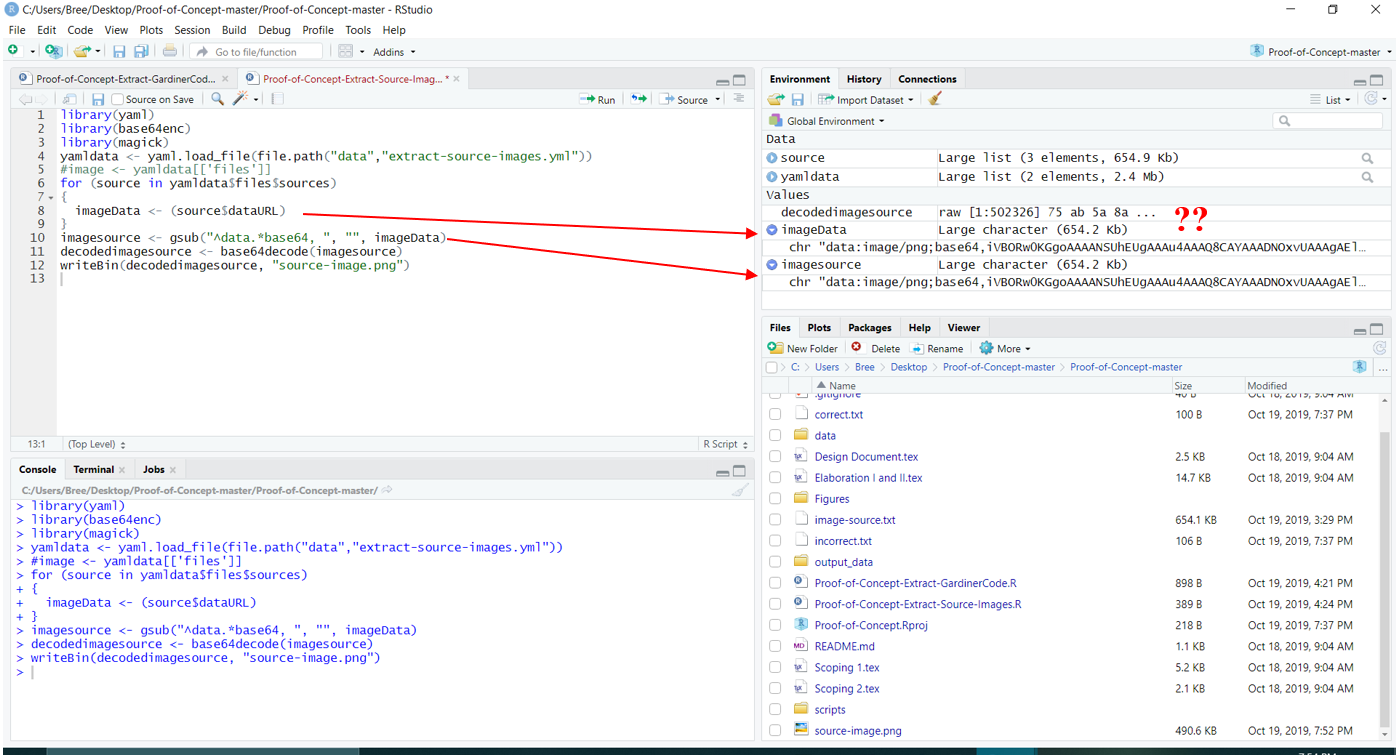 C:/Users/Bree/Desktop/Proof-of-Concept-master/Proof-of-Concept-master - RStudio
File Edit Code View Plots Session Build Debug Profile Tools Help
Go to file/function Addins Proof-of-Concept-master
Proof-of-Concept-Extract-GardinerCod... Proof-of-Concept-Extract-Source-Imag... *
Source on Save Run Source
1 library(yaml)
2 library(base64enc)
3 library(magick)
4 yamldata <- yaml.load_file(file.path("data","extract-source-images.yml"))
5 #image <- yamldata[['files']]
6 for (source in yamldata$files$sources)
7 {
8 imageData <- (source$dataURL)
9 }
10 imagesource <- gsub("^data.*base64, ", "", imageData)
11 decodedimagesource <- base64decode(imagesource)
12 writeBin(decodedimagesource, "source-image.png")
13
13:1 (Top Level) R Script
Console Terminal Jobs
C:/Users/Bree/Desktop/Proof-of-Concept-master/Proof-of-Concept-master/
> library(yaml)
> library(base64enc)
> library(magick)
> yamldata <- yaml.load_file(file.path("data","extract-source-images.yml"))
> #image <- yamldata[['files']]
> for (source in yamldata$files$sources)
+ {
+ imageData <- (source$dataURL)
+ }
> imagesource <- gsub("^data.*base64, ", "", imageData)
> decodedimagesource <- base64decode(imagesource)
> writeBin(decodedimagesource, "source-image.png")
>
Environment History Connections
Import Dataset List
Global Environment
Data
source Large list (3 elements, 654.9 Kb)
yamldata Large list (2 elements, 2.4 Mb)
Values
decodedimagesource raw [1:502326] 75 ab 5a 8a ... ??
imageData Large character (654.2 Kb)
chr "data:image/png;base64,iVBORw0KGgoAAAANSUhEUgAAAu4AAAQ8CAYAAADNOxvUAAAgAEl…
imagesource Large character (654.2 Kb)
chr "data:image/png;base64,iVBORw0KGgoAAAANSUhEUgAAAu4AAAQ8CAYAAADNOxvUAAAgAEl…
Files Plots Packages Help Viewer
New Folder Delete Rename More
C: Users Bree Desktop Proof-of-Concept-master Proof-of-Concept-master ...
Name Size Modified
.gitignore 40 B Oct 18, 2019, 9:04 AM
correct.txt 100 B Oct 19, 2019, 7:37 PM
data
Design Document.tex 2.5 KB Oct 18, 2019, 9:04 AM
Elaboration I and II.tex 14.7 KB Oct 18, 2019, 9:04 AM
Figures
image-source.txt 654.1 KB Oct 19, 2019, 3:29 PM
incorrect.txt 106 B Oct 19, 2019, 7:37 PM
output_data
Proof-of-Concept-Extract-GardinerCode.R 898 B Oct 19, 2019, 4:21 PM
Proof-of-Concept-Extract-Source-Images.R 389 B Oct 19, 2019, 4:24 PM
Proof-of-Concept.Rproj 218 B Oct 19, 2019, 7:37 PM
README.md 1.1 KB Oct 18, 2019, 9:04 AM
Scoping 1.tex 5.2 KB Oct 18, 2019, 9:04 AM
Scoping 2.tex 2.1 KB Oct 18, 2019, 9:04 AM
scripts
source-image.png 490.6 KB Oct 19, 2019, 7:52 PM